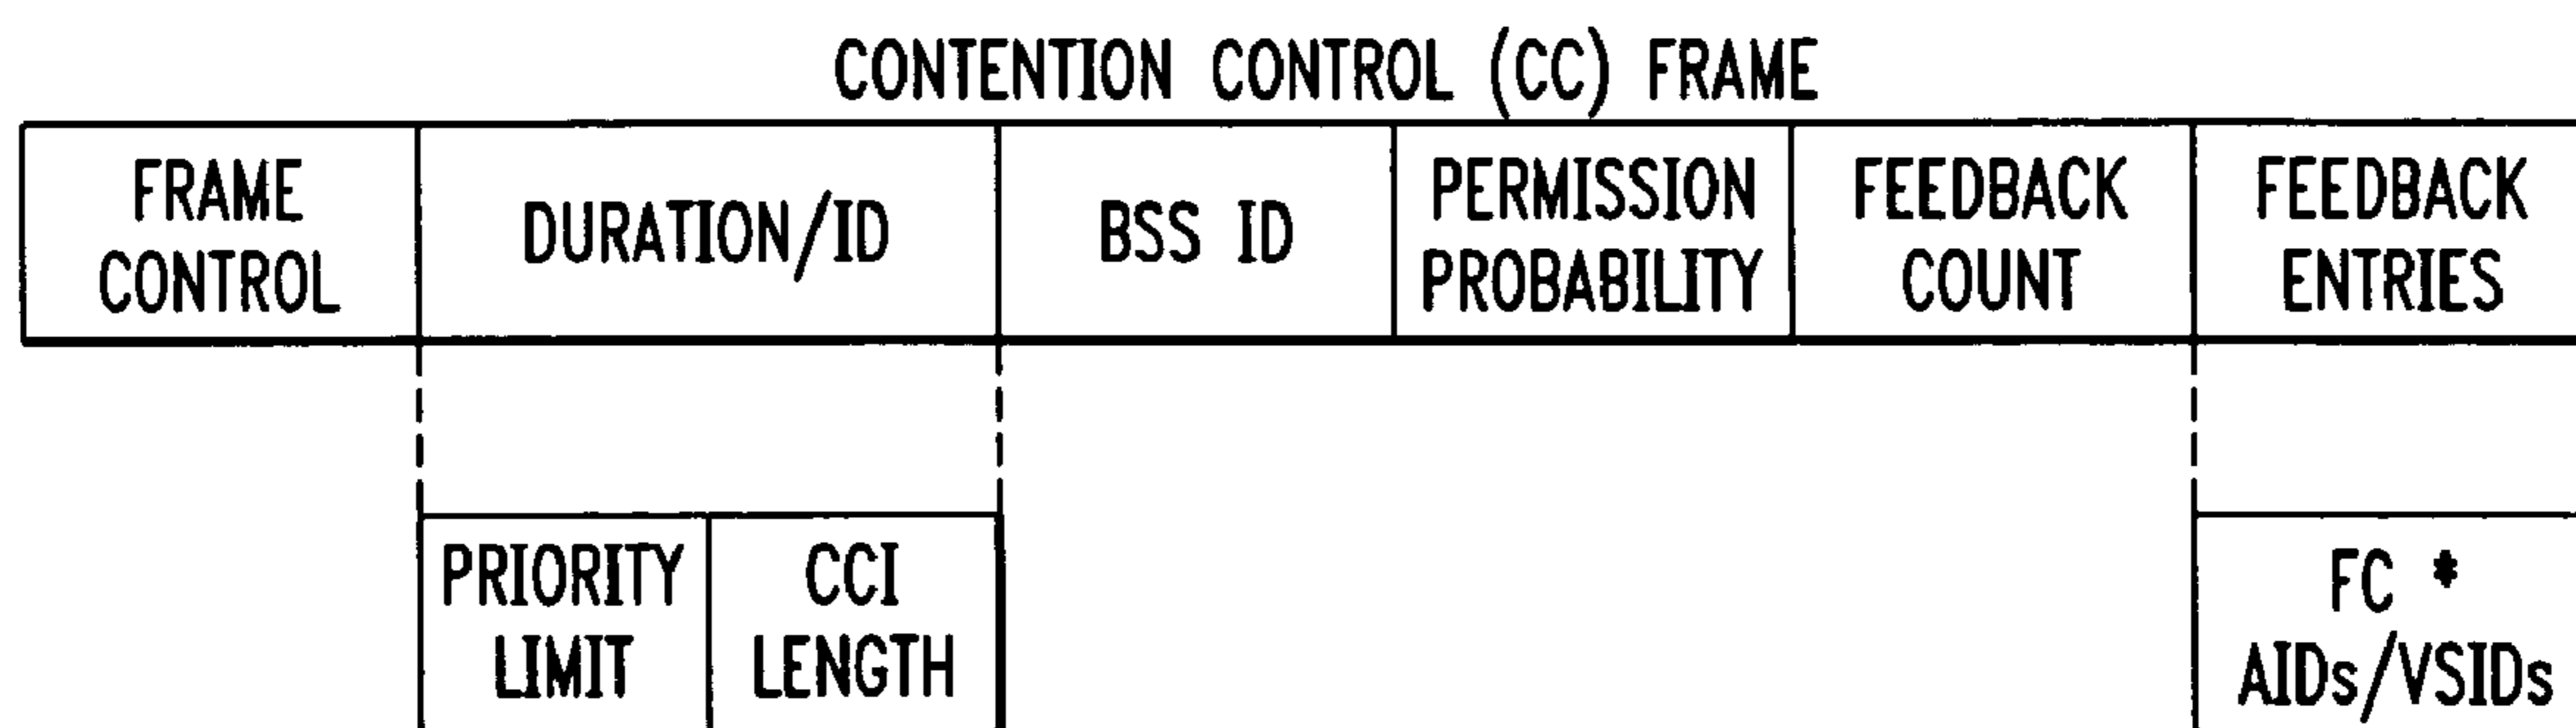 CONTENTION CONTROL (CC) FRAME
FRAME
CONTROL
DURATION/ID
BSS ID
PERMISSION
PROBABILITY
FEEDBACK
COUNT
FEEDBACK
ENTRIES
PRIORITY
LIMIT
CCI
LENGTH
FC *
AIDs/VSIDs